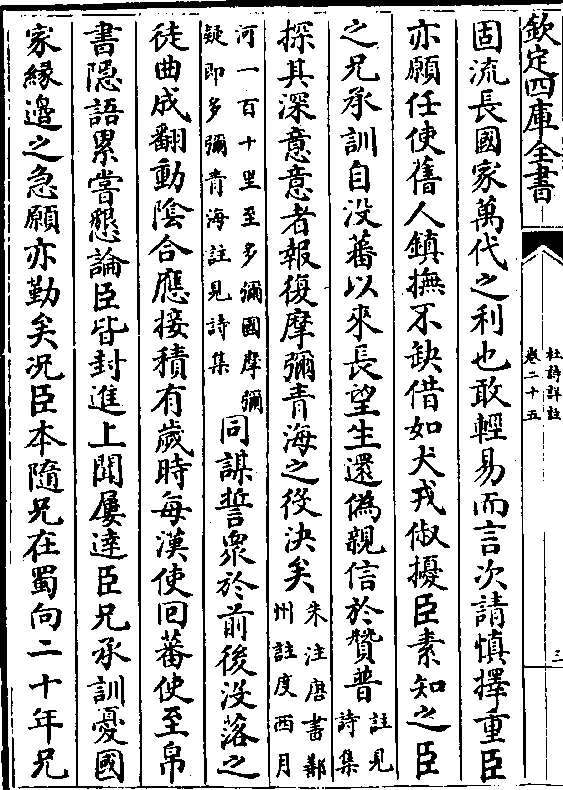 欽定四庫全書
杜詩詳註
卷二十五
三
固流長國家萬代之利也敢輕易而言次請慎擇重臣
亦願任使舊人鎮撫不缺借如犬戎俶擾臣素知之臣
之兄承訓自没蕃以來長望生還偽親信於贊普註見詩集
探其深意意者報復摩彌青海之役決矣朱注唐書鄯州註度西月
河一百十里至多彌國摩彌疑即多彌青海註見詩集同謀誓衆於前後没落之
徒曲成翻動陰合應接積有歲時每漢使回蕃使至帛
書隠語累嘗懇論臣皆封進上聞屢達臣兄承訓憂國
家緣邉之急願亦勤矣况臣本隨兄在蜀向二十年兄